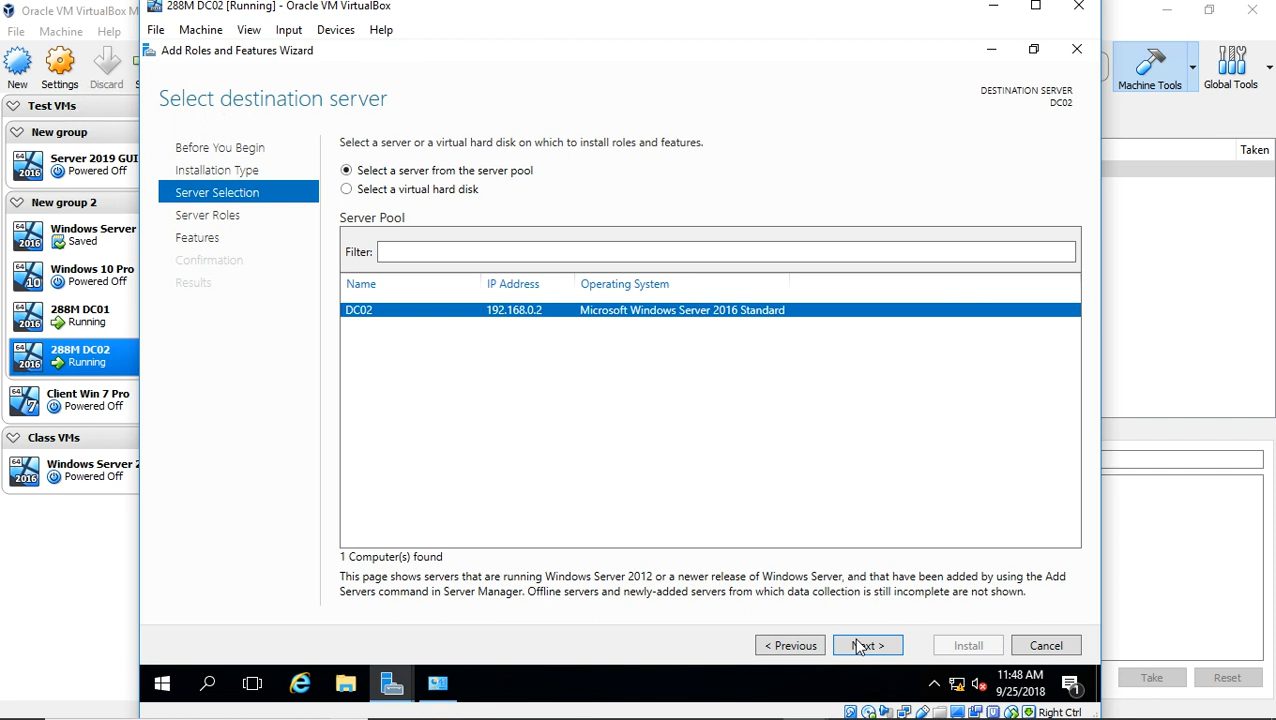 Oracle VM VirtualBox M
File Machine Help
New Settings Discard
Test VMs
New group
Server 2019 GUI
Powered Off
New group 2
Windows Server
Saved
Windows 10 Pro
Powered Off
288M DC01
Running
288M DC02
Running
Client Win 7 Pro
Powered Off
Class VMs
Windows Server 2
Powered Off
288M DC02 [Running] - Oracle VM VirtualBox
File Machine View Input Devices Help
Add Roles and Features Wizard
Select destination server
DESTINATION SERVER
DC02
Before You Begin
Installation Type
Server Selection
Server Roles
Features
Confirmation
Results
Select a server or a virtual hard disk on which to install roles and features.
Select a server from the server pool
Select a virtual hard disk
Server Pool
Filter:
Name IP Address Operating System
DC02 192.168.0.2 Microsoft Windows Server 2016 Standard
1 Computer(s) found
This page shows servers that are running Windows Server 2012 or a newer release of Windows Server, and that have been added by using the Add
Servers command in Server Manager. Offline servers and newly-added servers from which data collection is still incomplete are not shown.
< Previous Next > Install Cancel
11:48 AM
9/25/2018
1
Right Ctrl
Machine Tools Global Tools
Taken
Take Reset